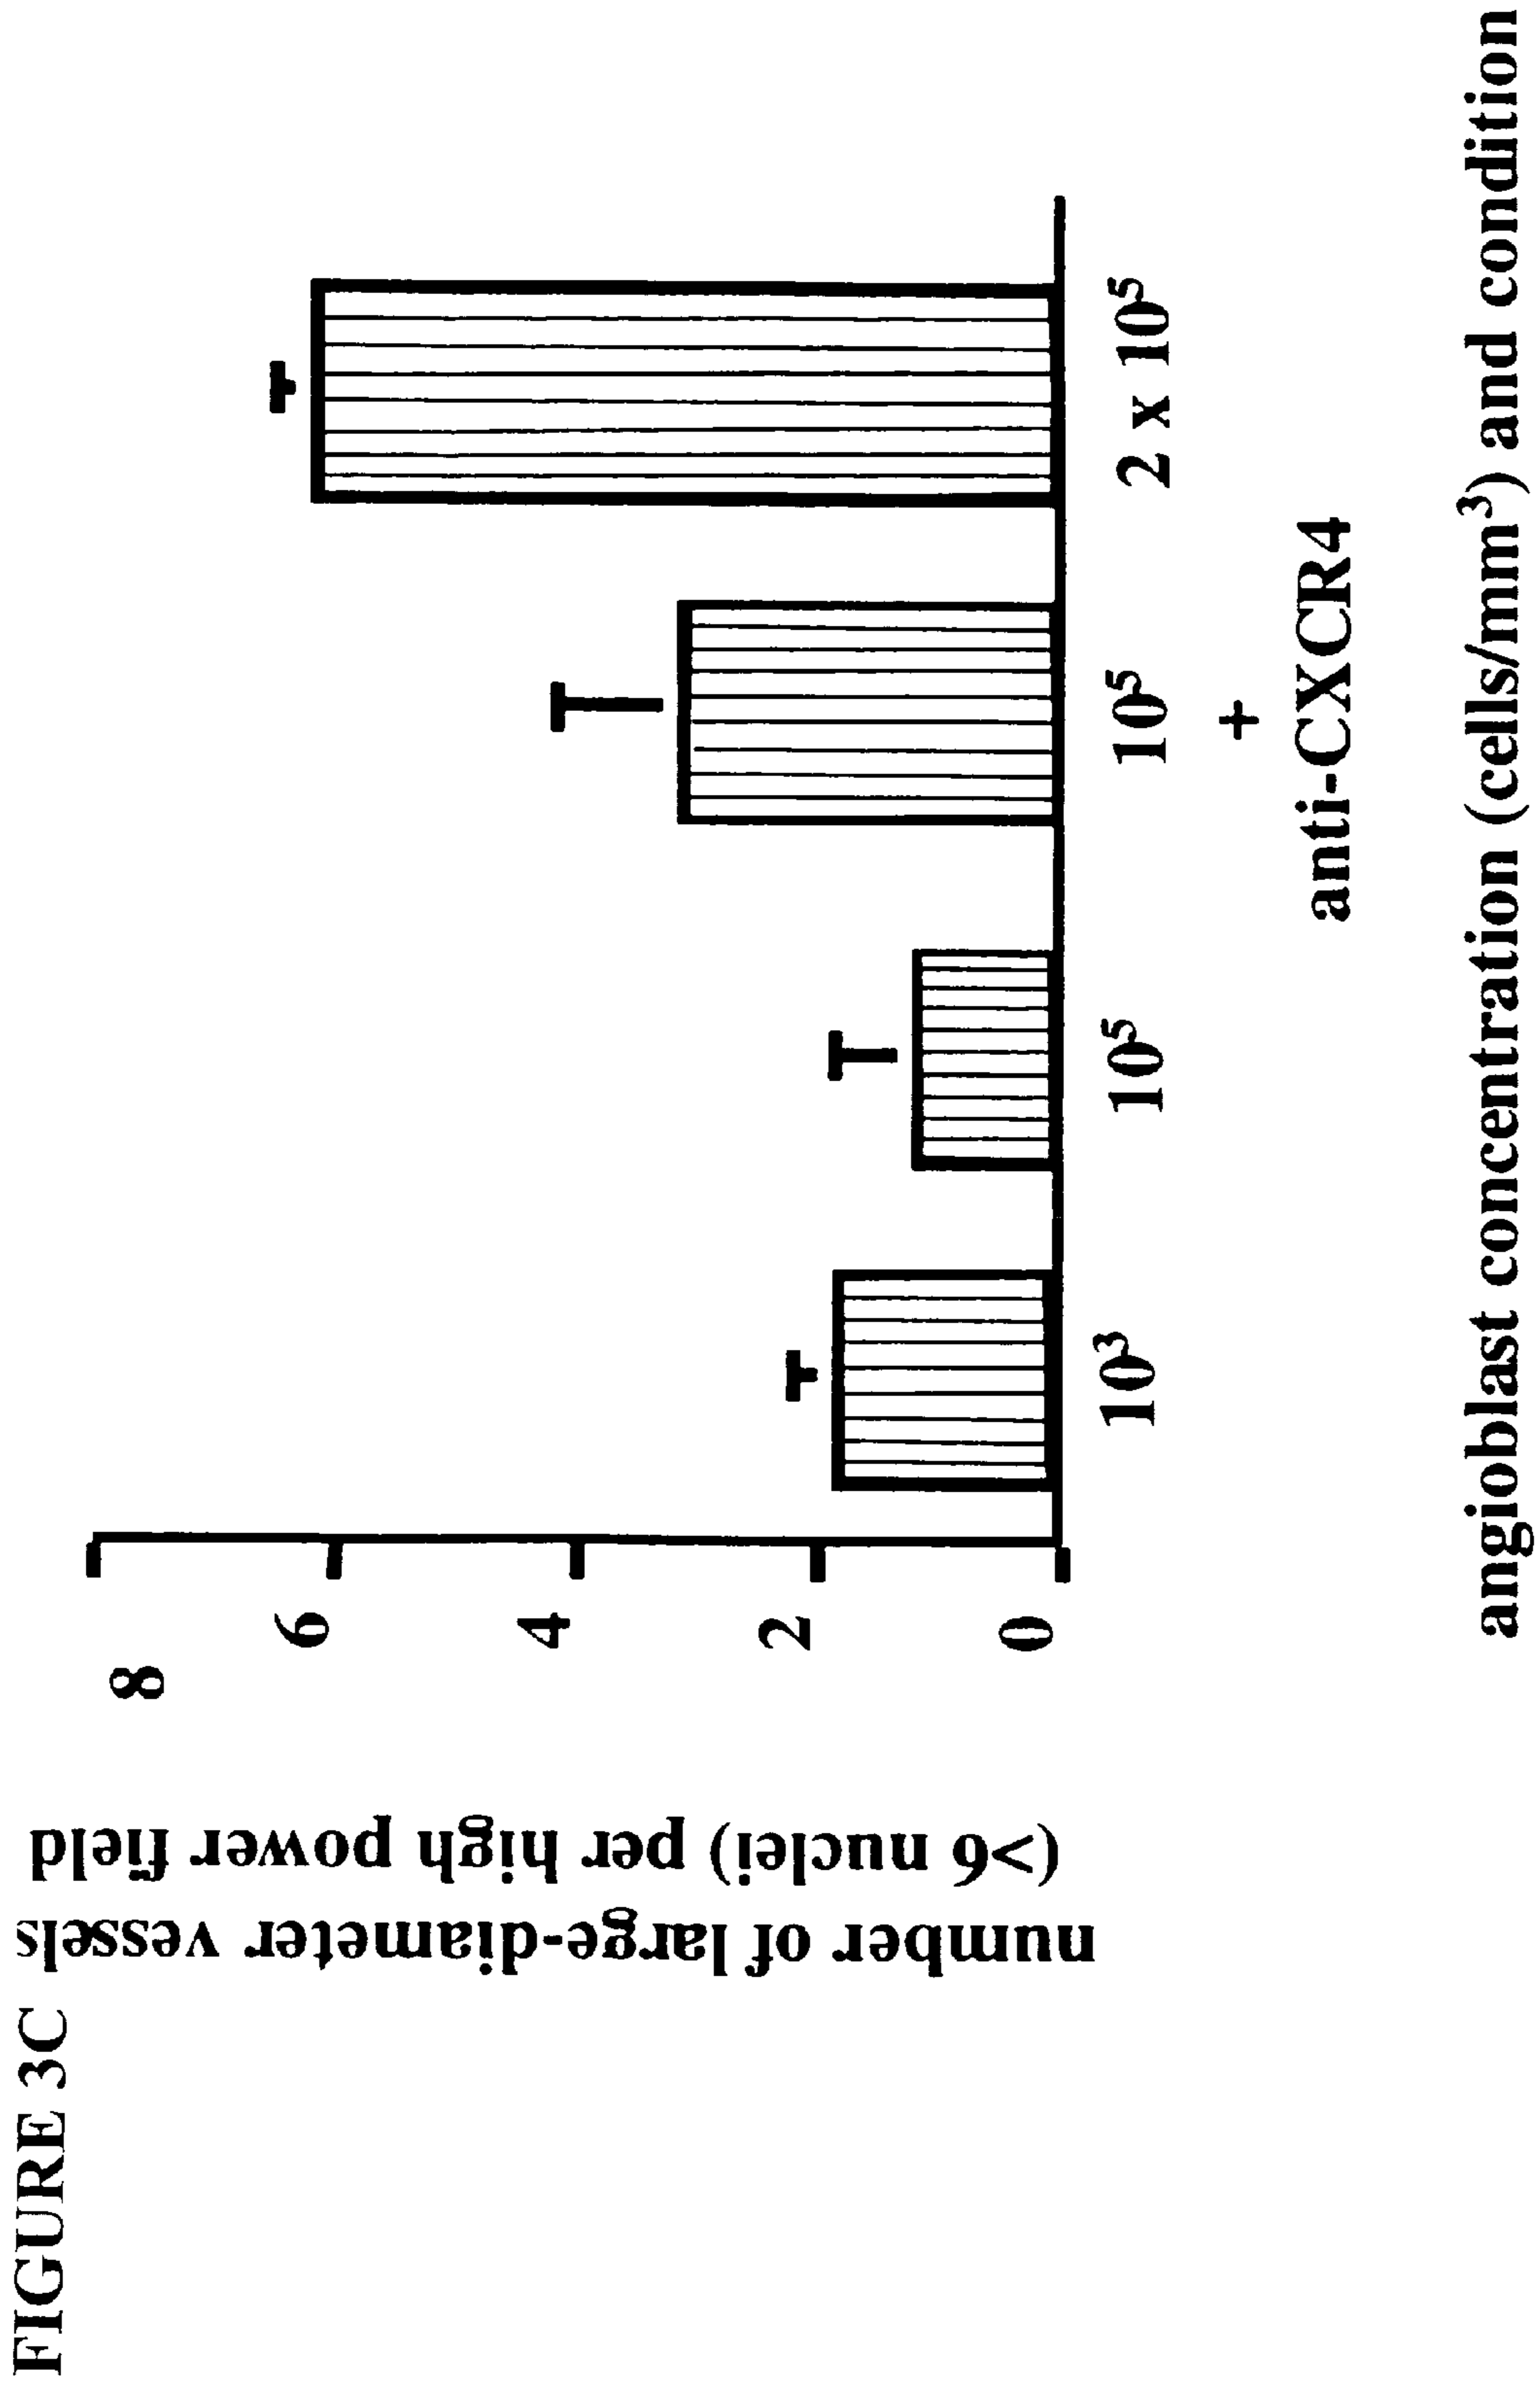 FIGURE 3C
number of large-diameter vessels
(>6 nuclei) per high power field
8
6
4
2
0
10³ 10⁵ 10⁵ 2 x 10⁵
+
anti-CXCR4
angioblast concentration (cells/mm³) and condition